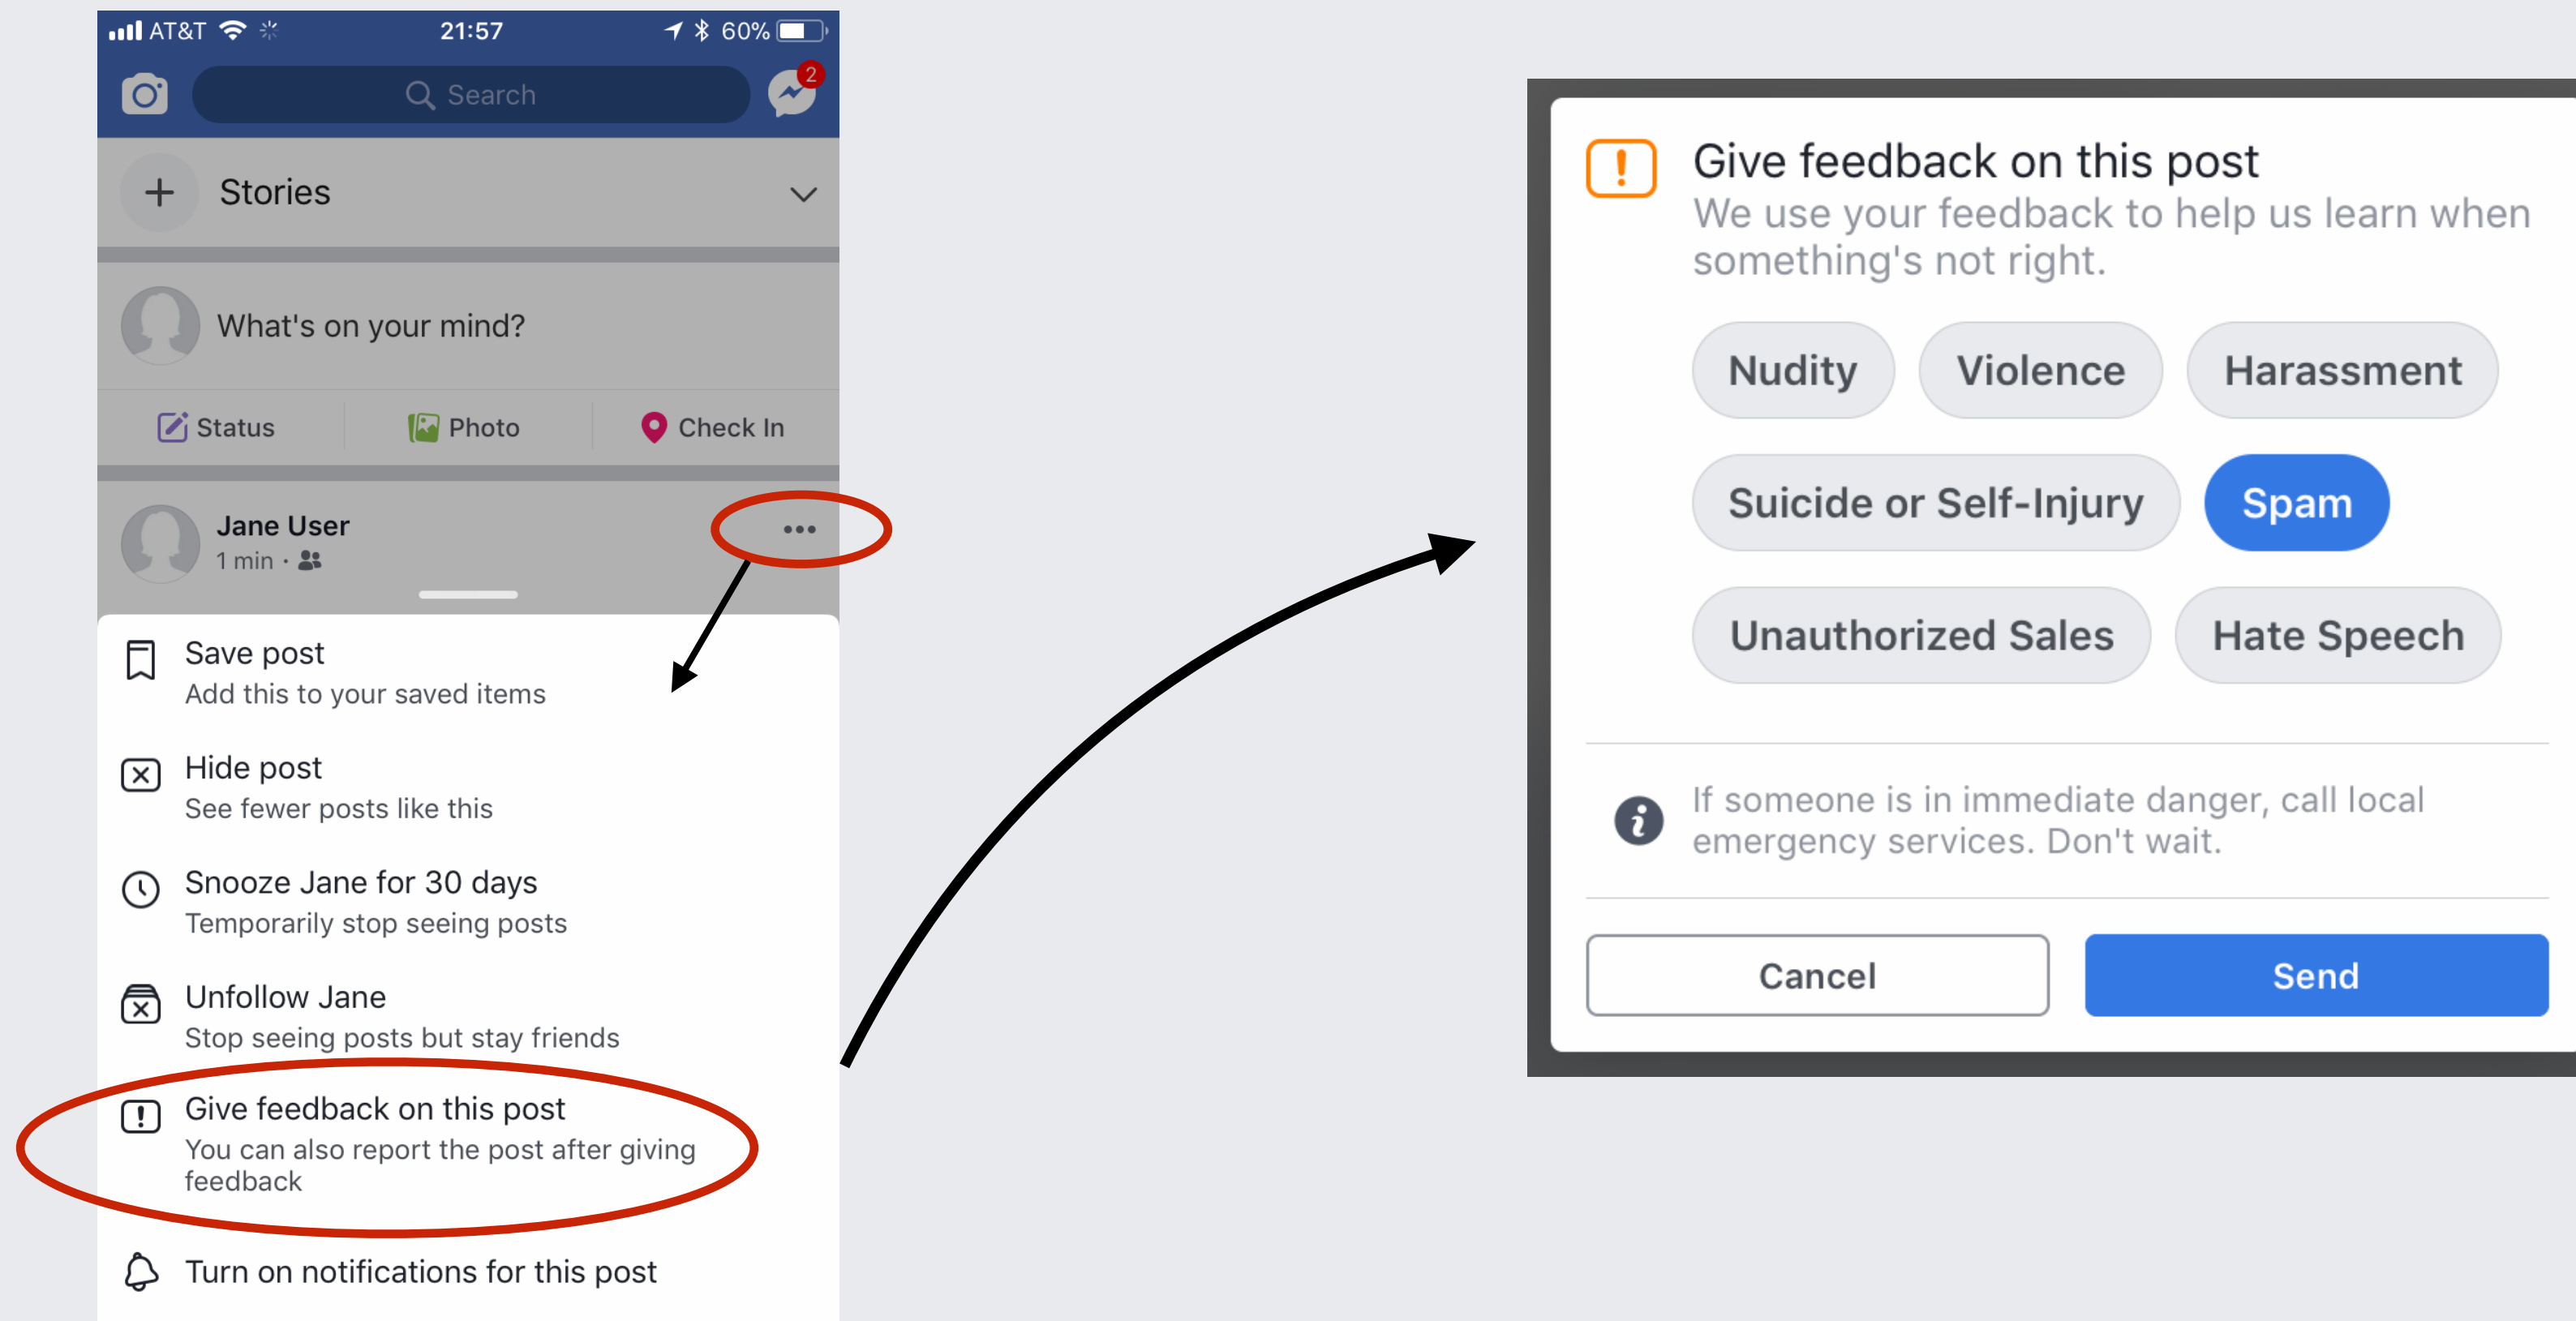 AT&T 21:57 60%
Search 2
Stories
What's on your mind?
Status Photo Check In
Jane User
1 min ·
Save post
Add this to your saved items
Hide post
See fewer posts like this
Snooze Jane for 30 days
Temporarily stop seeing posts
Unfollow Jane
Stop seeing posts but stay friends
Give feedback on this post
You can also report the post after giving
feedback
Turn on notifications for this post
Give feedback on this post
We use your feedback to help us learn when
something's not right.
Nudity Violence Harassment
Suicide or Self-Injury Spam
Unauthorized Sales Hate Speech
If someone is in immediate danger, call local
emergency services. Don't wait.
Cancel Send